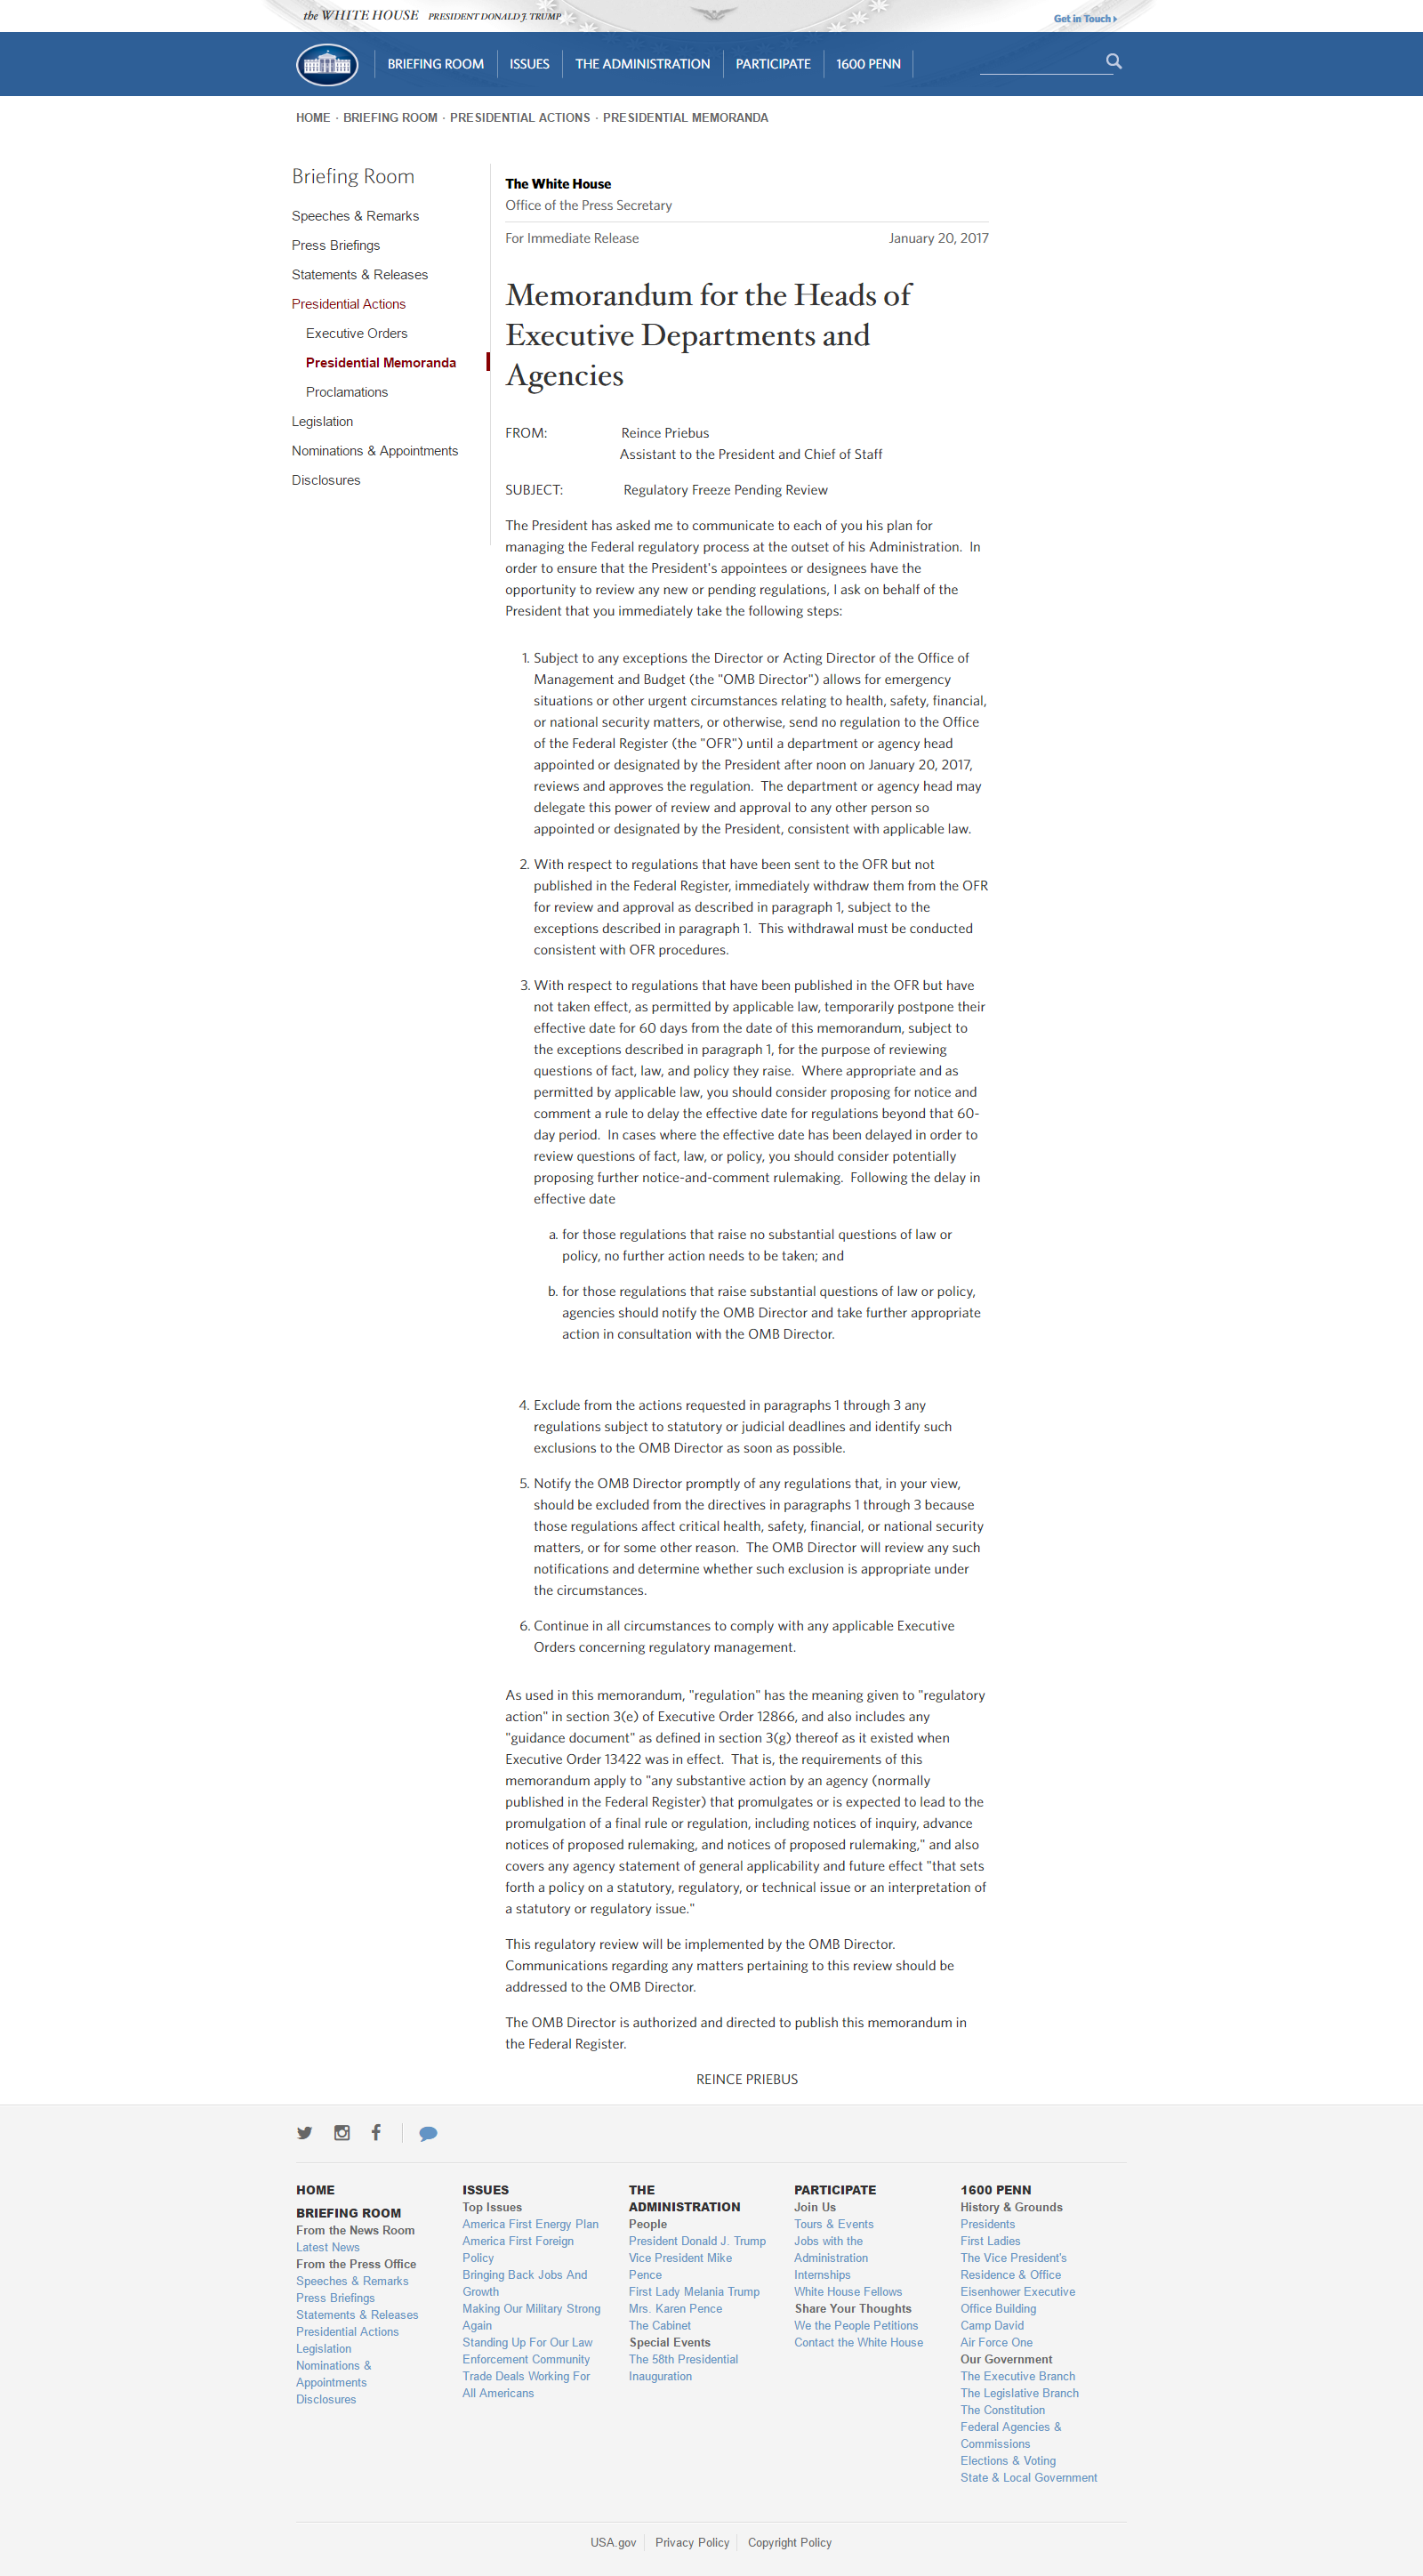 the WHITE HOUSE PRESIDENT DONALD J. TRUMP
Get in Touch
BRIEFING ROOM ISSUES THE ADMINISTRATION PARTICIPATE 1600 PENN
HOME · BRIEFING ROOM · PRESIDENTIAL ACTIONS · PRESIDENTIAL MEMORANDA
Briefing Room
Speeches & Remarks
Press Briefings
Statements & Releases
Presidential Actions
Executive Orders
Presidential Memoranda
Proclamations
Legislation
Nominations & Appointments
Disclosures
The White House
Office of the Press Secretary
For Immediate Release January 20, 2017
Memorandum for the Heads of
Executive Departments and
Agencies
FROM: Reince Priebus
Assistant to the President and Chief of Staff
SUBJECT: Regulatory Freeze Pending Review
The President has asked me to communicate to each of you his plan for
managing the Federal regulatory process at the outset of his Administration. In
order to ensure that the President's appointees or designees have the
opportunity to review any new or pending regulations, I ask on behalf of the
President that you immediately take the following steps:
1. Subject to any exceptions the Director or Acting Director of the Office of
Management and Budget (the "OMB Director") allows for emergency
situations or other urgent circumstances relating to health, safety, financial,
or national security matters, or otherwise, send no regulation to the Office
of the Federal Register (the "OFR") until a department or agency head
appointed or designated by the President after noon on January 20, 2017,
reviews and approves the regulation. The department or agency head may
delegate this power of review and approval to any other person so
appointed or designated by the President, consistent with applicable law.
2. With respect to regulations that have been sent to the OFR but not
published in the Federal Register, immediately withdraw them from the OFR
for review and approval as described in paragraph 1, subject to the
exceptions described in paragraph 1. This withdrawal must be conducted
consistent with OFR procedures.
3. With respect to regulations that have been published in the OFR but have
not taken effect, as permitted by applicable law, temporarily postpone their
effective date for 60 days from the date of this memorandum, subject to
the exceptions described in paragraph 1, for the purpose of reviewing
questions of fact, law, and policy they raise. Where appropriate and as
permitted by applicable law, you should consider proposing for notice and
comment a rule to delay the effective date for regulations beyond that 60-
day period. In cases where the effective date has been delayed in order to
review questions of fact, law, or policy, you should consider potentially
proposing further notice-and-comment rulemaking. Following the delay in
effective date
a. for those regulations that raise no substantial questions of law or
policy, no further action needs to be taken; and
b. for those regulations that raise substantial questions of law or policy,
agencies should notify the OMB Director and take further appropriate
action in consultation with the OMB Director.
4. Exclude from the actions requested in paragraphs 1 through 3 any
regulations subject to statutory or judicial deadlines and identify such
exclusions to the OMB Director as soon as possible.
5. Notify the OMB Director promptly of any regulations that, in your view,
should be excluded from the directives in paragraphs 1 through 3 because
those regulations affect critical health, safety, financial, or national security
matters, or for some other reason. The OMB Director will review any such
notifications and determine whether such exclusion is appropriate under
the circumstances.
6. Continue in all circumstances to comply with any applicable Executive
Orders concerning regulatory management.
As used in this memorandum, "regulation" has the meaning given to "regulatory
action" in section 3(e) of Executive Order 12866, and also includes any
"guidance document" as defined in section 3(g) thereof as it existed when
Executive Order 13422 was in effect. That is, the requirements of this
memorandum apply to "any substantive action by an agency (normally
published in the Federal Register) that promulgates or is expected to lead to the
promulgation of a final rule or regulation, including notices of inquiry, advance
notices of proposed rulemaking, and notices of proposed rulemaking," and also
covers any agency statement of general applicability and future effect "that sets
forth a policy on a statutory, regulatory, or technical issue or an interpretation of
a statutory or regulatory issue."
This regulatory review will be implemented by the OMB Director.
Communications regarding any matters pertaining to this review should be
addressed to the OMB Director.
The OMB Director is authorized and directed to publish this memorandum in
the Federal Register.
REINCE PRIEBUS
HOME
BRIEFING ROOM
From the News Room
Latest News
From the Press Office
Speeches & Remarks
Press Briefings
Statements & Releases
Presidential Actions
Legislation
Nominations &
Appointments
Disclosures
ISSUES
Top Issues
America First Energy Plan
America First Foreign
Policy
Bringing Back Jobs And
Growth
Making Our Military Strong
Again
Standing Up For Our Law
Enforcement Community
Trade Deals Working For
All Americans
THE
ADMINISTRATION
People
President Donald J. Trump
Vice President Mike
Pence
First Lady Melania Trump
Mrs. Karen Pence
The Cabinet
Special Events
The 58th Presidential
Inauguration
PARTICIPATE
Join Us
Tours & Events
Jobs with the
Administration
Internships
White House Fellows
Share Your Thoughts
We the People Petitions
Contact the White House
1600 PENN
History & Grounds
Presidents
First Ladies
The Vice President's
Residence & Office
Eisenhower Executive
Office Building
Camp David
Air Force One
Our Government
The Executive Branch
The Legislative Branch
The Constitution
Federal Agencies &
Commissions
Elections & Voting
State & Local Government
USA.gov Privacy Policy Copyright Policy